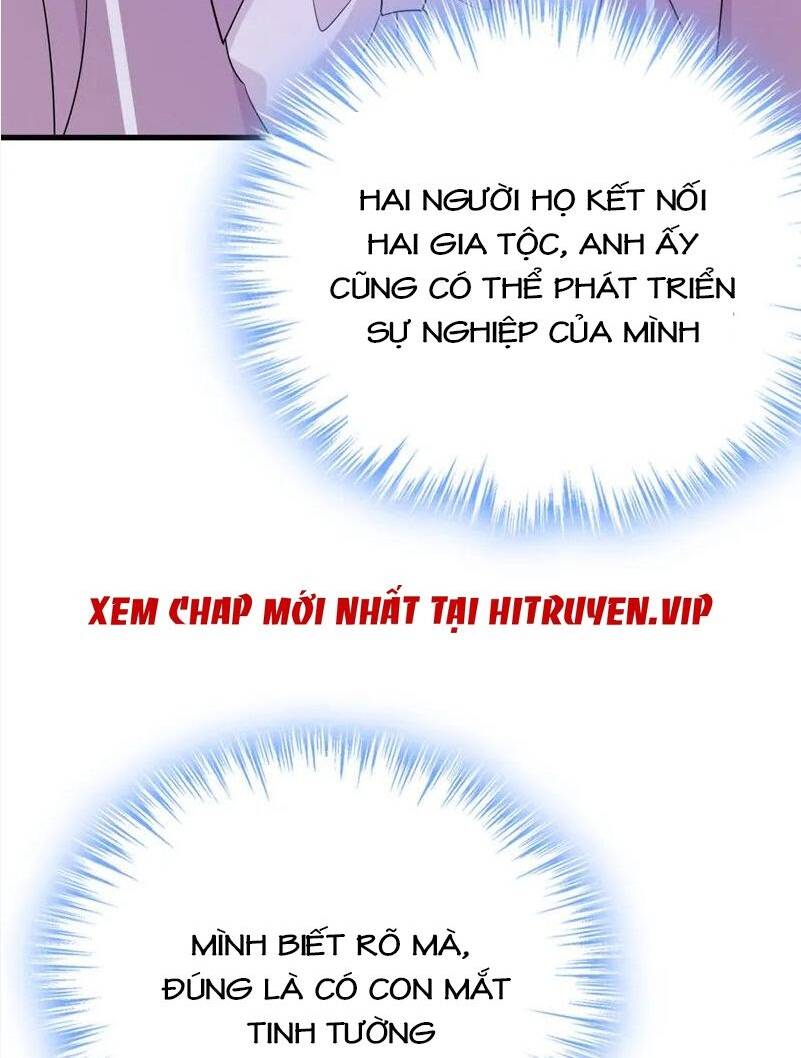 HAI NGƯỜI HỌ KẾT NỐI
HAI GIA TỘC, ANH ẤY
CŨNG CÓ THỂ PHÁT TRIỂN
SỰ NGHIỆP CỦA MÌNH
XEM CHAP MỚI NHẤT TẠI HITRUYEN.VIP
MÌNH BIẾT RÕ MÀ,
ĐÚNG LÀ CÓ CON MẮT
TINH TƯỜNG